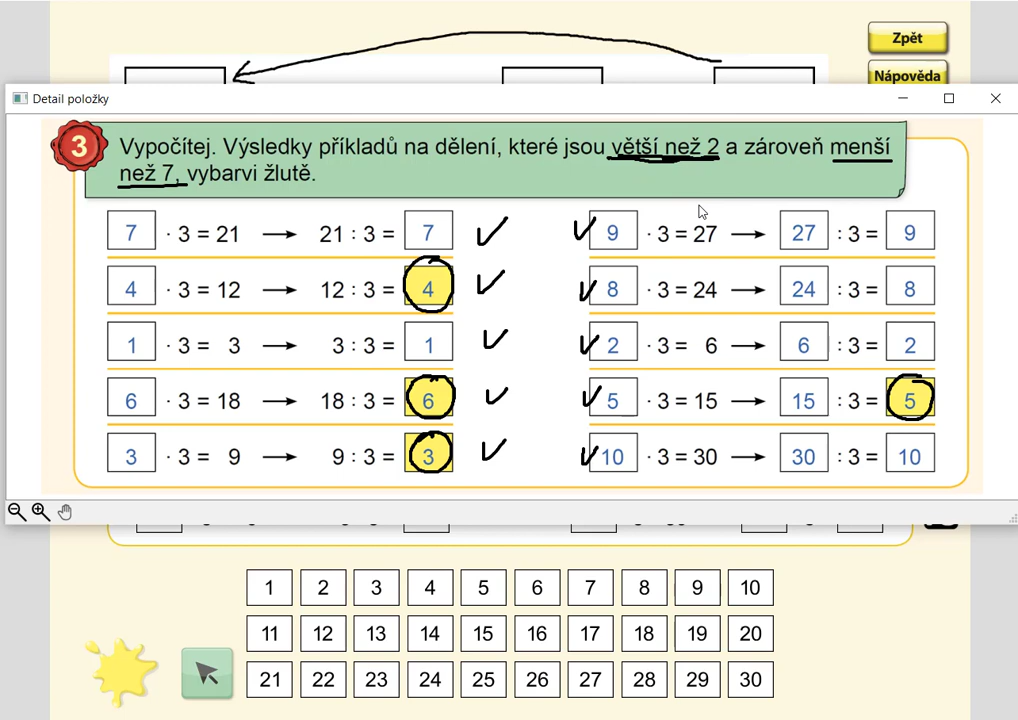 Zpět
Nápověda
Detail položky
3 Vypočítej. Výsledky příkladů na dělení, které jsou větší než 2 a zároveň menší
než 7, vybarvi žlutě.
7 · 3 = 21 → 21 : 3 = 7 ✓ ✓ 9 · 3 = 27 → 27 : 3 = 9
4 · 3 = 12 → 12 : 3 = 4 ✓ ✓ 8 · 3 = 24 → 24 : 3 = 8
1 · 3 = 3 → 3 : 3 = 1 ✓ ✓ 2 · 3 = 6 → 6 : 3 = 2
6 · 3 = 18 → 18 : 3 = 6 ✓ ✓ 5 · 3 = 15 → 15 : 3 = 5
3 · 3 = 9 → 9 : 3 = 3 ✓ ✓ 10 · 3 = 30 → 30 : 3 = 10
1 2 3 4 5 6 7 8 9 10
11 12 13 14 15 16 17 18 19 20
21 22 23 24 25 26 27 28 29 30